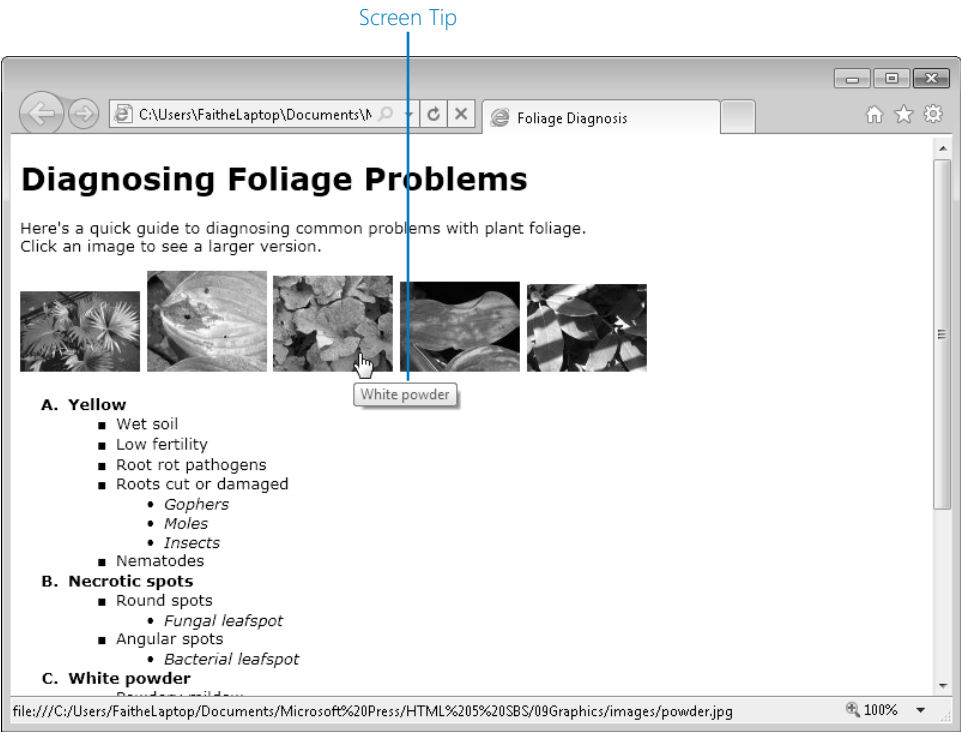 Screen Tip
C:\Users\FaitheLaptop\Documents\M
Foliage Diagnosis
Diagnosing Foliage Problems
Here's a quick guide to diagnosing common problems with plant foliage.
Click an image to see a larger version.
White powder
A. Yellow
■ Wet soil
■ Low fertility
■ Root rot pathogens
■ Roots cut or damaged
• Gophers
• Moles
• Insects
■ Nematodes
B. Necrotic spots
■ Round spots
• Fungal leafspot
■ Angular spots
• Bacterial leafspot
C. White powder
■ Powdery mildew
file:///C:/Users/FaitheLaptop/Documents/Microsoft%20Press/HTML%205%20SBS/09Graphics/images/powder.jpg
100%